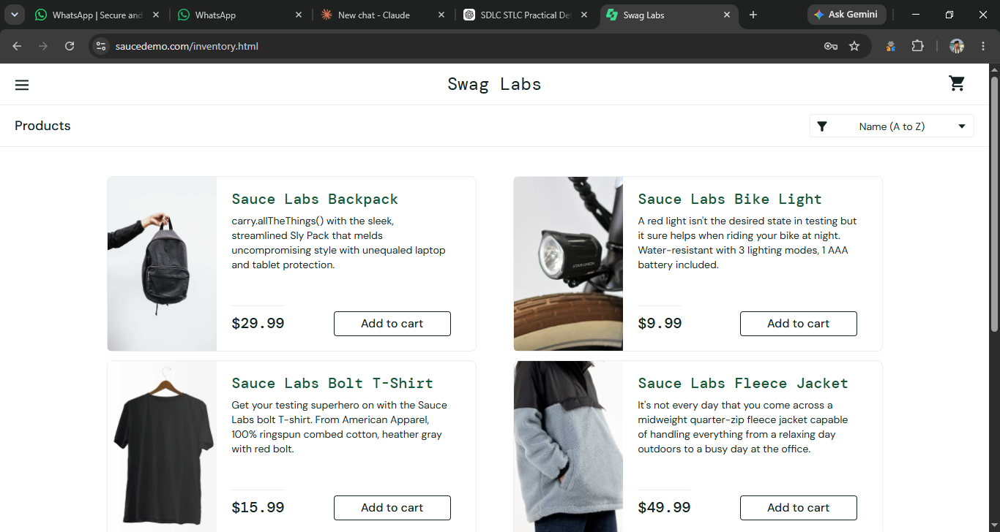 WhatsApp | Secure and
WhatsApp
New chat - Claude
SDLC STLC Practical De
Swag Labs
Ask Gemini
saucedemo.com/inventory.html
Swag Labs
Products
Name (A to Z)
Sauce Labs Backpack
carry.allTheThings() with the sleek,
streamlined Sly Pack that melds
uncompromising style with unequaled laptop
and tablet protection.
$29.99
Add to cart
Sauce Labs Bike Light
A red light isn't the desired state in testing but
it sure helps when riding your bike at night.
Water-resistant with 3 lighting modes, 1 AAA
battery included.
$9.99
Add to cart
Sauce Labs Bolt T-Shirt
Get your testing superhero on with the Sauce
Labs bolt T-shirt. From American Apparel,
100% ringspun combed cotton, heather gray
with red bolt.
$15.99
Add to cart
Sauce Labs Fleece Jacket
It's not every day that you come across a
midweight quarter-zip fleece jacket capable
of handling everything from a relaxing day
outdoors to a busy day at the office.
$49.99
Add to cart